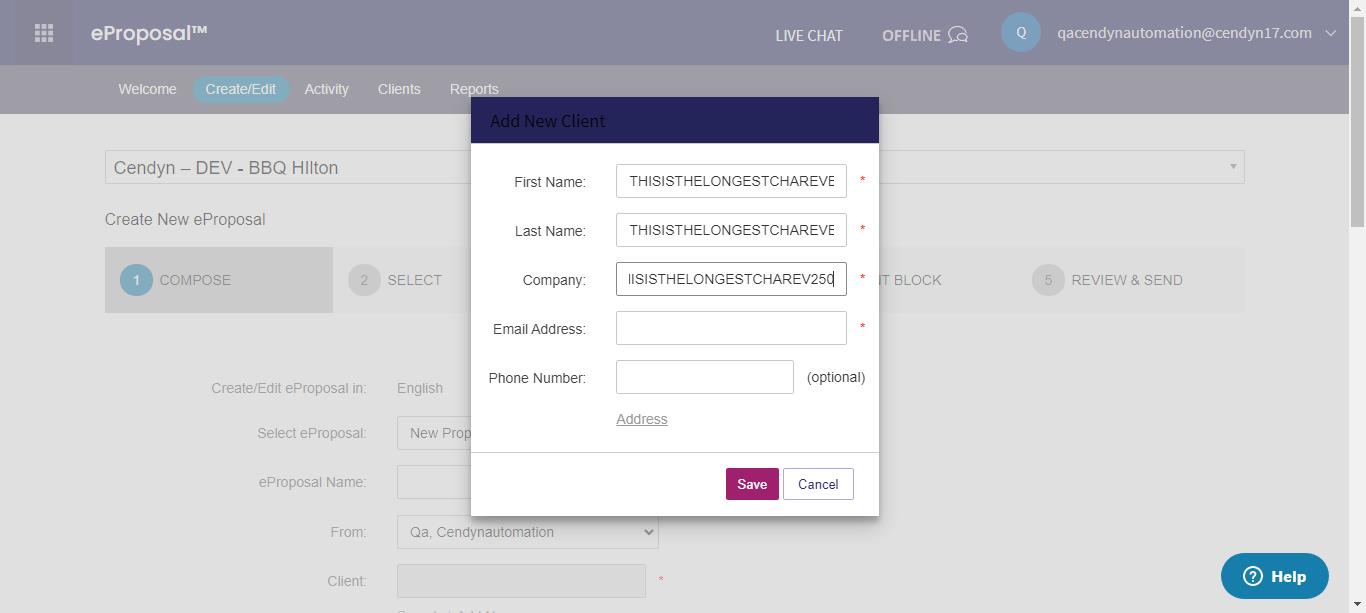 eProposal™
LIVE CHAT
OFFLINE
Q
qacendynautomation@cendyn17.com
Welcome
Create/Edit
Activity
Clients
Reports
Add New Client
Cendyn – DEV - BBQ HIlton
First Name:
THISISTHELONGESTCHAREVE
*
Last Name:
THISISTHELONGESTCHAREVE
*
Create New eProposal
1 COMPOSE
2 SELECT
Company:
IISISTHELONGESTCHAREV250
*
NT BLOCK
5 REVIEW & SEND
Email Address:
*
Phone Number:
(optional)
Address
Save
Cancel
Create/Edit eProposal in:
English
Select eProposal:
New Prop
eProposal Name:
From:
Qa, Cendynautomation
Client:
*
? Help